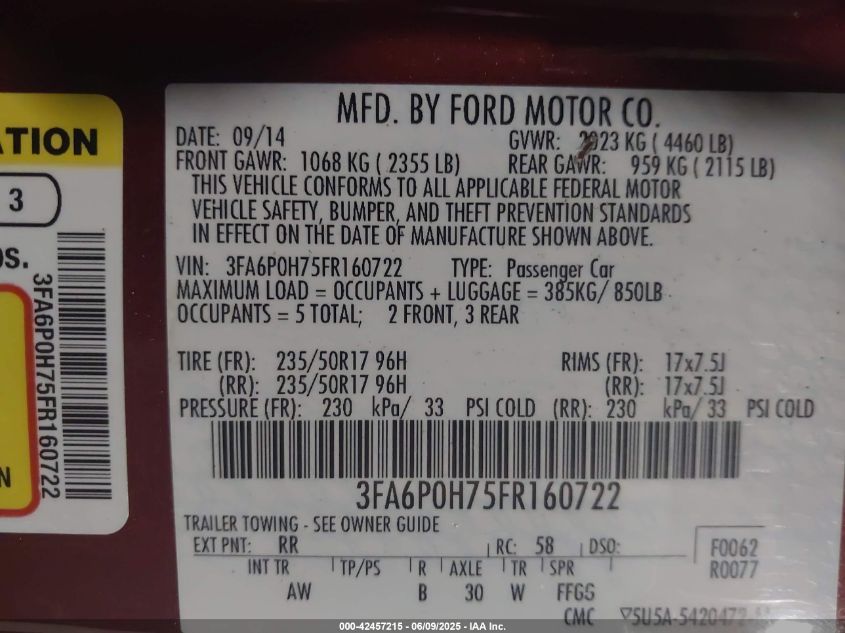 ATION
3
OS.
3FA6P0H75FR160722
N
MFD. BY FORD MOTOR CO.
DATE: 09/14 GVWR: 2023 KG ( 4460 LB)
FRONT GAWR: 1068 KG ( 2355 LB) REAR GAWR: 959 KG ( 2115 LB)
THIS VEHICLE CONFORMS TO ALL APPLICABLE FEDERAL MOTOR
VEHICLE SAFETY, BUMPER, AND THEFT PREVENTION STANDARDS
IN EFFECT ON THE DATE OF MANUFACTURE SHOWN ABOVE.
VIN: 3FA6P0H75FR160722 TYPE: Passenger Car
MAXIMUM LOAD = OCCUPANTS + LUGGAGE = 385KG/ 850LB
OCCUPANTS = 5 TOTAL; 2 FRONT, 3 REAR
TIRE (FR): 235/50R17 96H RIMS (FR): 17x7.5J
(RR): 235/50R17 96H (RR): 17x7.5J
PRESSURE (FR): 230 kPa/ 33 PSI COLD (RR): 230 kPa/ 33 PSI COLD
3FA6P0H75FR160722
TRAILER TOWING - SEE OWNER GUIDE
EXT PNT: RR RC: 58 DSO: F0062
INT TR TP/PS R AXLE TR SPR R0077
AW B 30 W FFGG
CMC
000-42457215 - 06/09/2025 - IAA Inc.